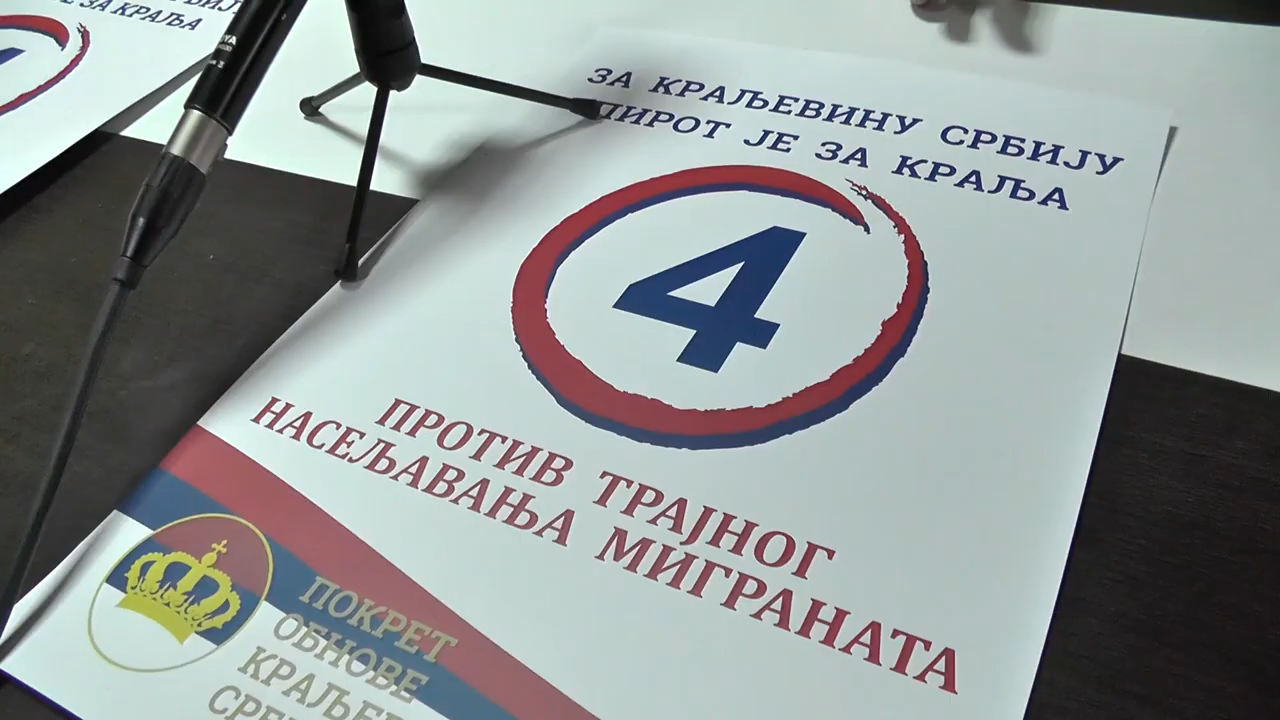 ЗА КРАЉЕВИНУ СРБИЈУ
ПИРОТ ЈЕ ЗА КРАЉА
4
ПРОТИВ ТРАЈНОГ
НАСЕЉАВАЊА МИГРАНАТА
ПОКРЕТ
ОБНОВЕ